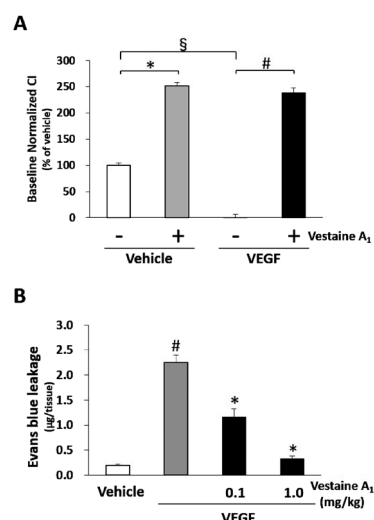 A
§
* #
Baseline Normalized CI
(% of vehicle)
300
250
200
150
100
50
0
- + - + Vestaine A₁
Vehicle VEGF
B
Evans blue leakage
(µg/tissue)
3.0
2.5
2.0
1.5
1.0
0.5
0.0
#
*
*
Vehicle 0.1 1.0 Vestaine A₁
(mg/kg)
VEGF